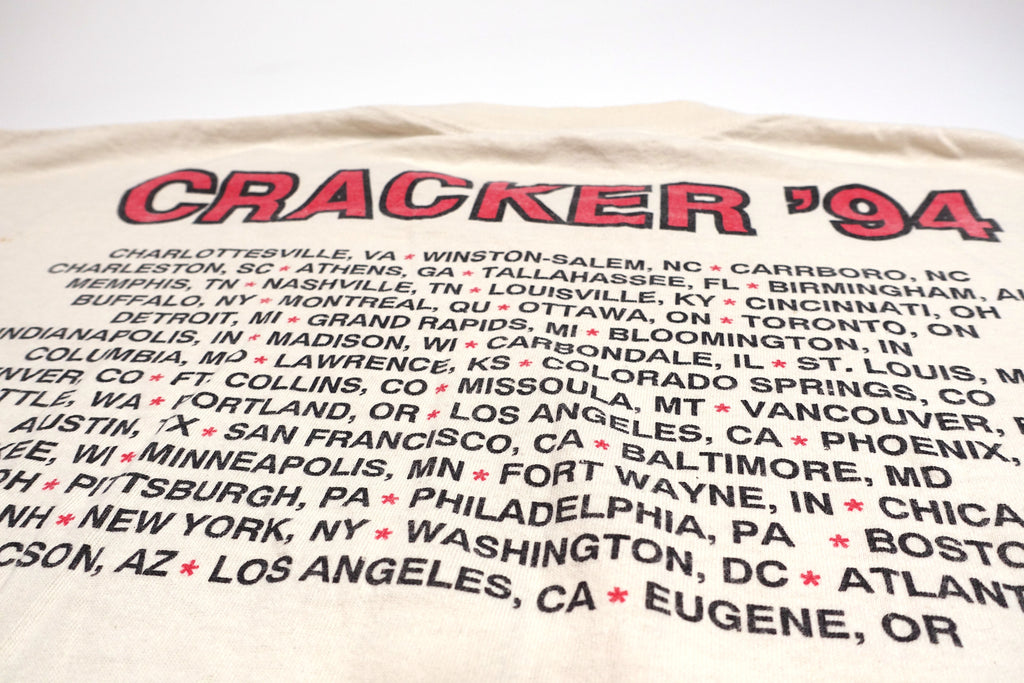 CRACKER '94
CHARLOTTESVILLE, VA * WINSTON-SALEM, NC * CARRBORO, NC
CHARLESTON, SC * ATHENS, GA * TALLAHASSEE, FL * BIRMINGHAM,
MEMPHIS, TN * NASHVILLE, TN * LOUISVILLE, KY * CINCINNATI, OH
BUFFALO, NY * MONTREAL, QU * OTTAWA, ON * TORONTO, ON
DETROIT, MI * GRAND RAPIDS, MI * BLOOMINGTON, IN
INDIANAPOLIS, IN * MADISON, WI * CARBONDALE, IL * ST. LOUIS,
COLUMBIA, MO * LAWRENCE, KS * COLORADO SPRINGS, CO
NVER, CO * FT. COLLINS, CO * MISSOULA, MT * VANCOUVER,
TTLE, WA * PORTLAND, OR * LOS ANGELES, CA * PHOENIX,
AUSTIN, TX * SAN FRANCISCO, CA * BALTIMORE, MD
KEE, WI * MINNEAPOLIS, MN * FORT WAYNE, IN * CHICA
OH * PITTSBURGH, PA * PHILADELPHIA, PA * BOSTO
NH * NEW YORK, NY * WASHINGTON, DC * ATLANT
CSON, AZ * LOS ANGELES, CA * EUGENE, OR